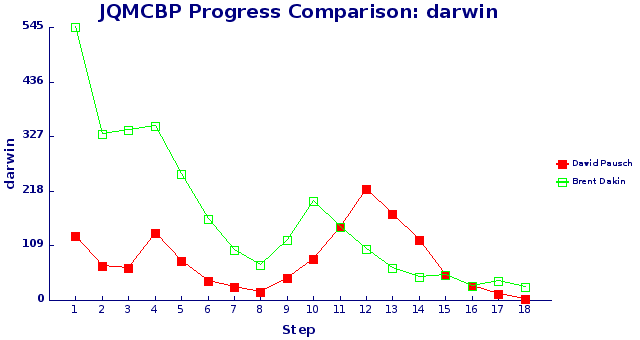 JQMCBP Progress Comparison: darwin
545
436
327
218
109
0
darwin
1 2 3 4 5 6 7 8 9 10 11 12 13 14 15 16 17 18
Step
David Pausch
Brent Dakin